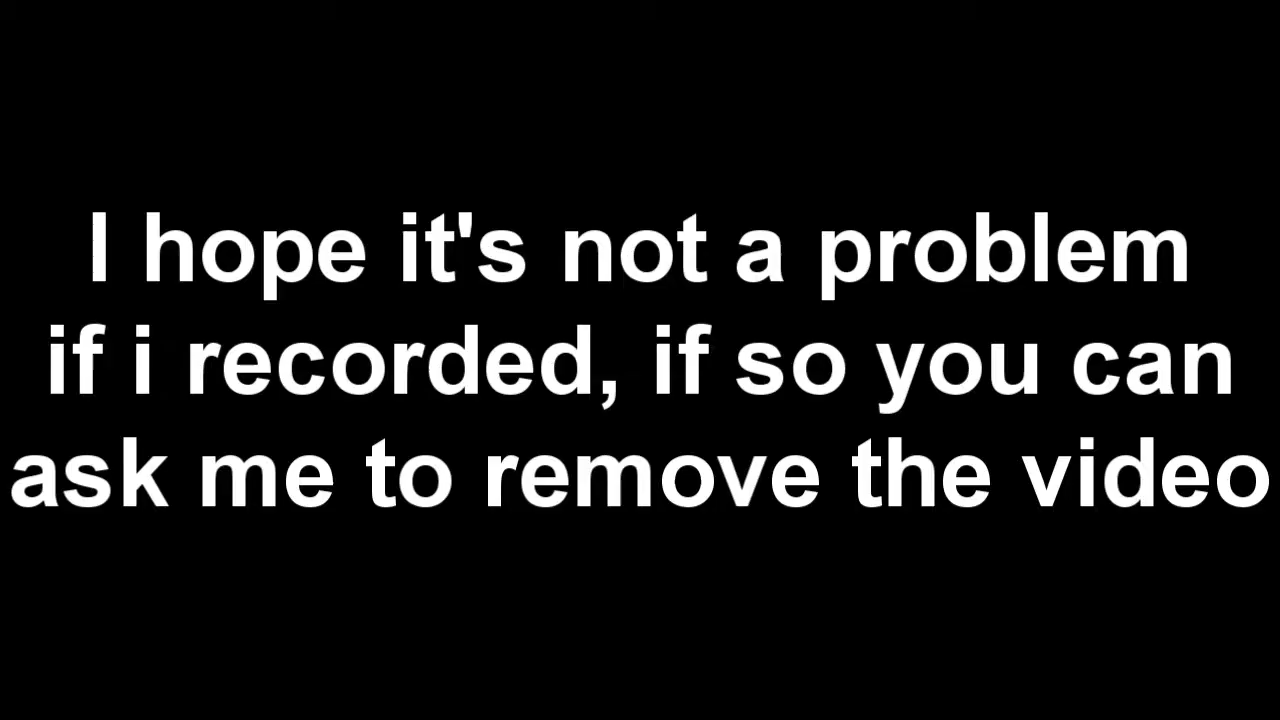 I hope it's not a problem
if i recorded, if so you can
ask me to remove the video